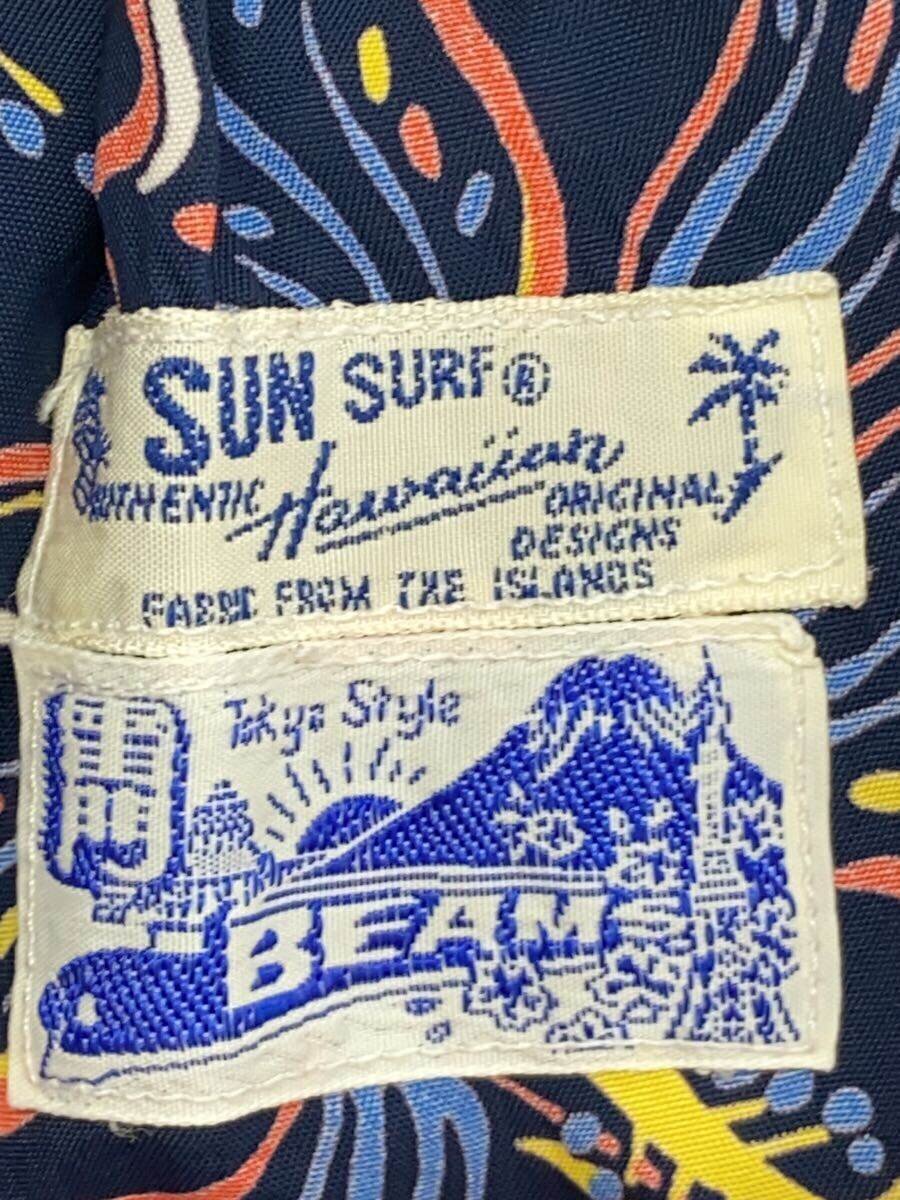 SUN SURF®
AUTHENTIC Hawaiian ORIGINAL
DESIGNS
FABRIC FROM THE ISLANDS
Tokyo Style
BEAMS